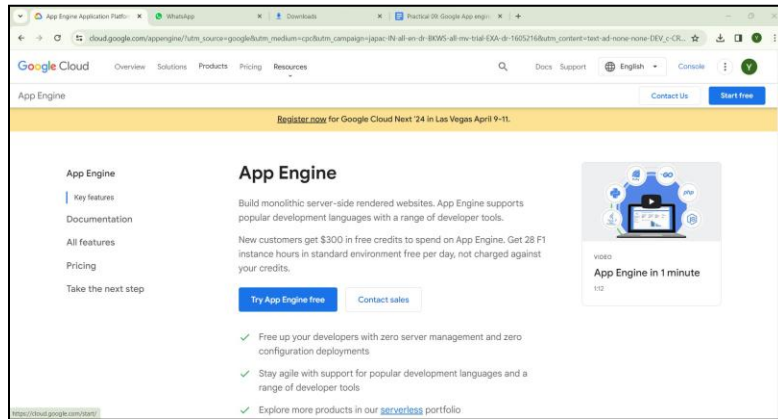 App Engine Application Platfor
WhatsApp
Downloads
Practical 09: Google App engin
cloud.google.com/appengine/?utm_source=google&utm_medium=cpc&utm_campaign=japac-IN-all-en-dr-BKWS-all-mv-trial-EXA-dr-1605216&utm_content=text-ad-none-none-DEV_c-CR...
Y
Google Cloud Overview Solutions Products Pricing Resources Docs Support English Console Y
App Engine Contact Us Start free
Register now for Google Cloud Next '24 in Las Vegas April 9-11.
App Engine
Key features
Documentation
All features
Pricing
Take the next step
App Engine
Build monolithic server-side rendered websites. App Engine supports
popular development languages with a range of developer tools.
New customers get $300 in free credits to spend on App Engine. Get 28 F1
instance hours in standard environment free per day, not charged against
your credits.
Try App Engine free Contact sales
Free up your developers with zero server management and zero
configuration deployments
Stay agile with support for popular development languages and a
range of developer tools
Explore more products in our serverless portfolio
GO
php
VIDEO
App Engine in 1 minute
1:12
https://cloud.google.com/start/